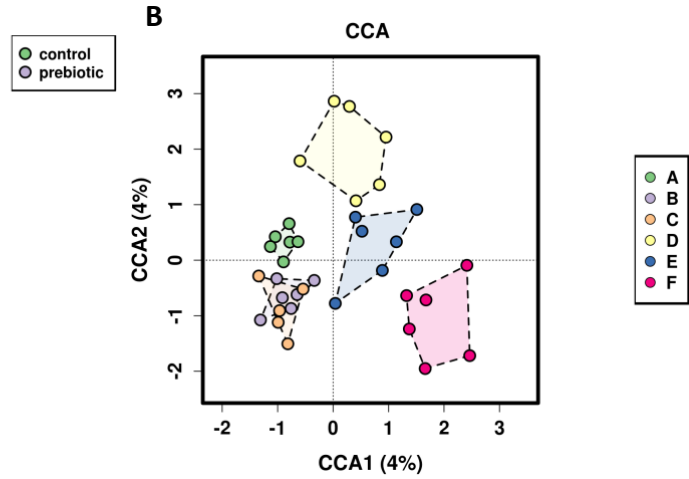 B
CCA
control
prebiotic
3
2
1
0
-1
-2
CCA2 (4%)
-2 -1 0 1 2 3
CCA1 (4%)
A
B
C
D
E
F